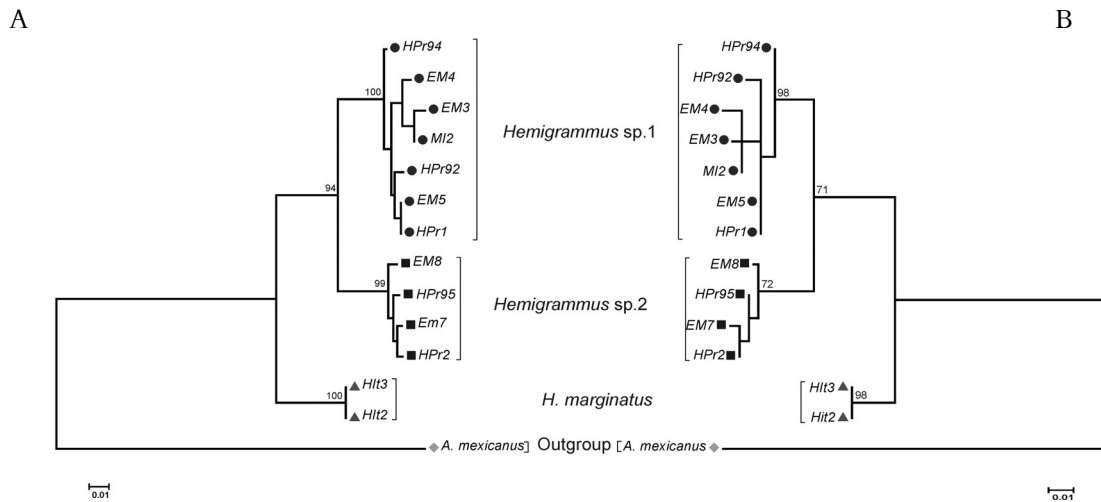 A
B
HPr94
EM4
EM3
MI2
HPr92
EM5
HPr1
100
94
EM8
HPr95
Em7
HPr2
99
Hlt3
Hlt2
100
A. mexicanus
0.01
Hemigrammus sp.1
Hemigrammus sp.2
H. marginatus
Outgroup
HPr94
HPr92
EM4
EM3
MI2
EM5
HPr1
98
71
EM8
HPr95
EM7
HPr2
72
Hlt3
Hit2
98
A. mexicanus
0.01